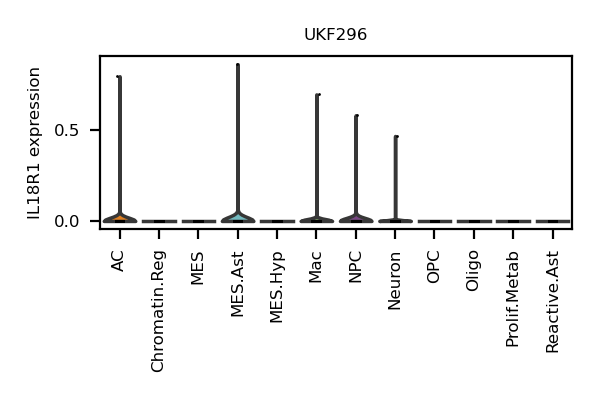 UKF296
IL18R1 expression
0.5
0.0
AC
Chromatin.Reg
MES
MES.Ast
MES.Hyp
Mac
NPC
Neuron
OPC
Oligo
Prolif.Metab
Reactive.Ast